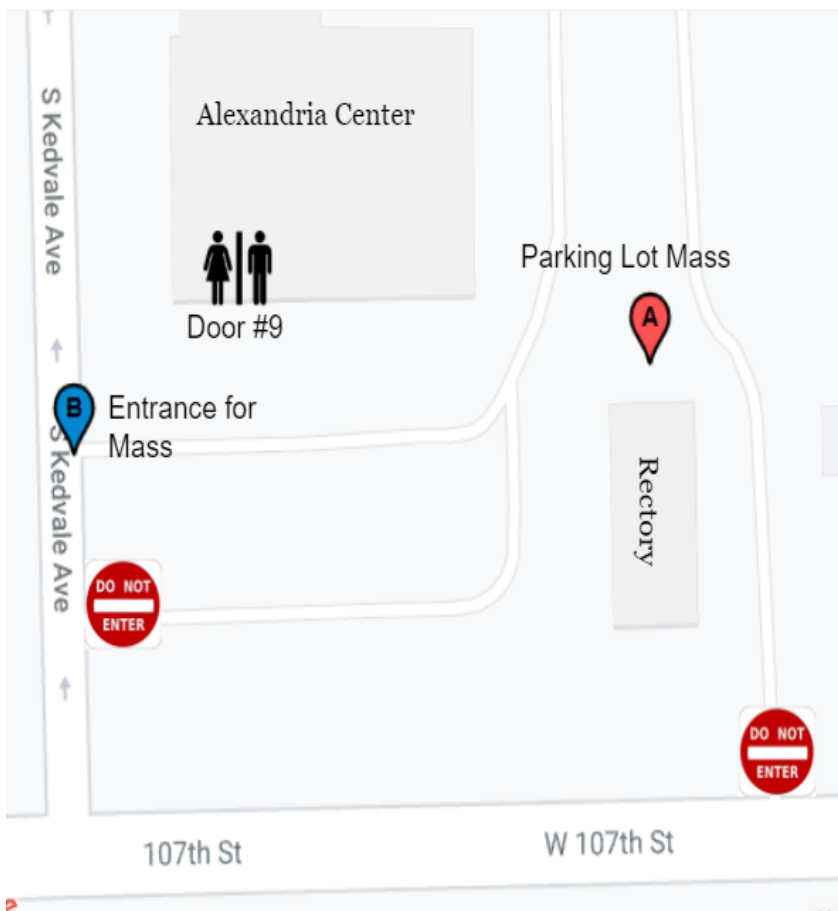 S Kedvale Ave
Alexandria Center
Door #9
Parking Lot Mass
A
B
Entrance for
Mass
S Kedvale Ave
Rectory
DO NOT
ENTER
DO NOT
ENTER
107th St
W 107th St